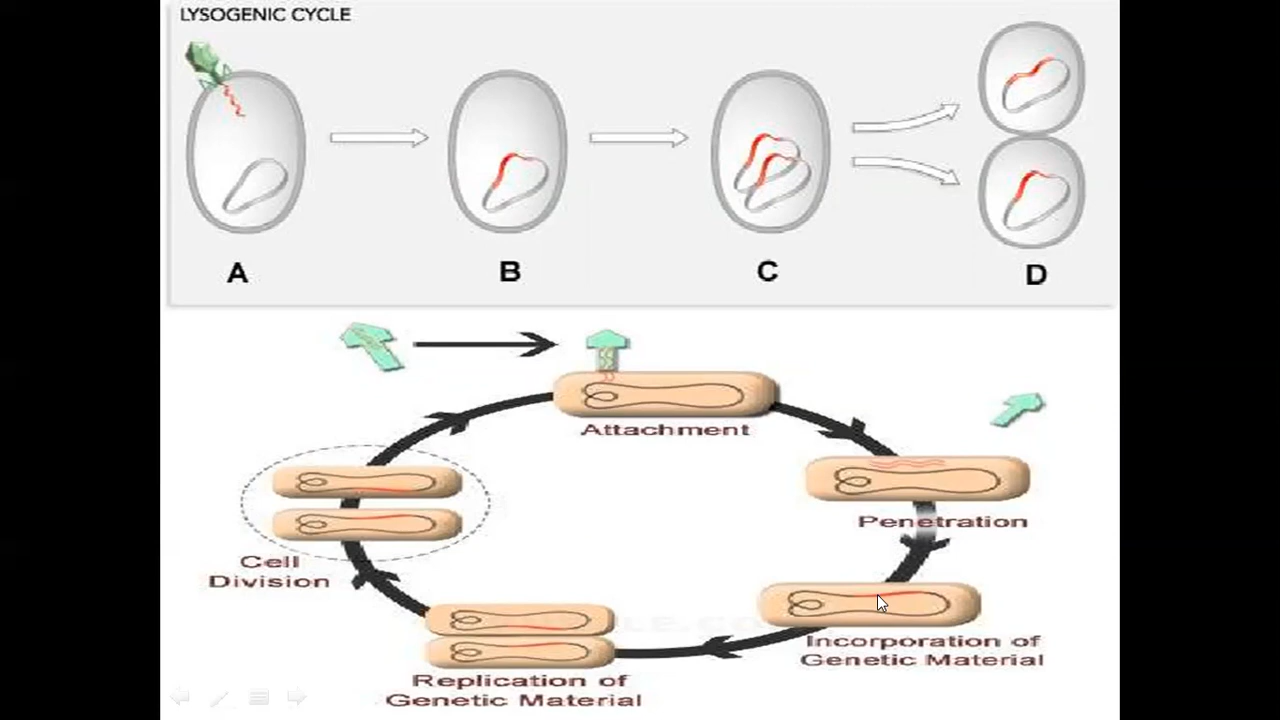 LYSOGENIC CYCLE
A
B
C
D
Attachment
Penetration
Cell
Division
Incorporation of
Genetic Material
Replication of
Genetic Material